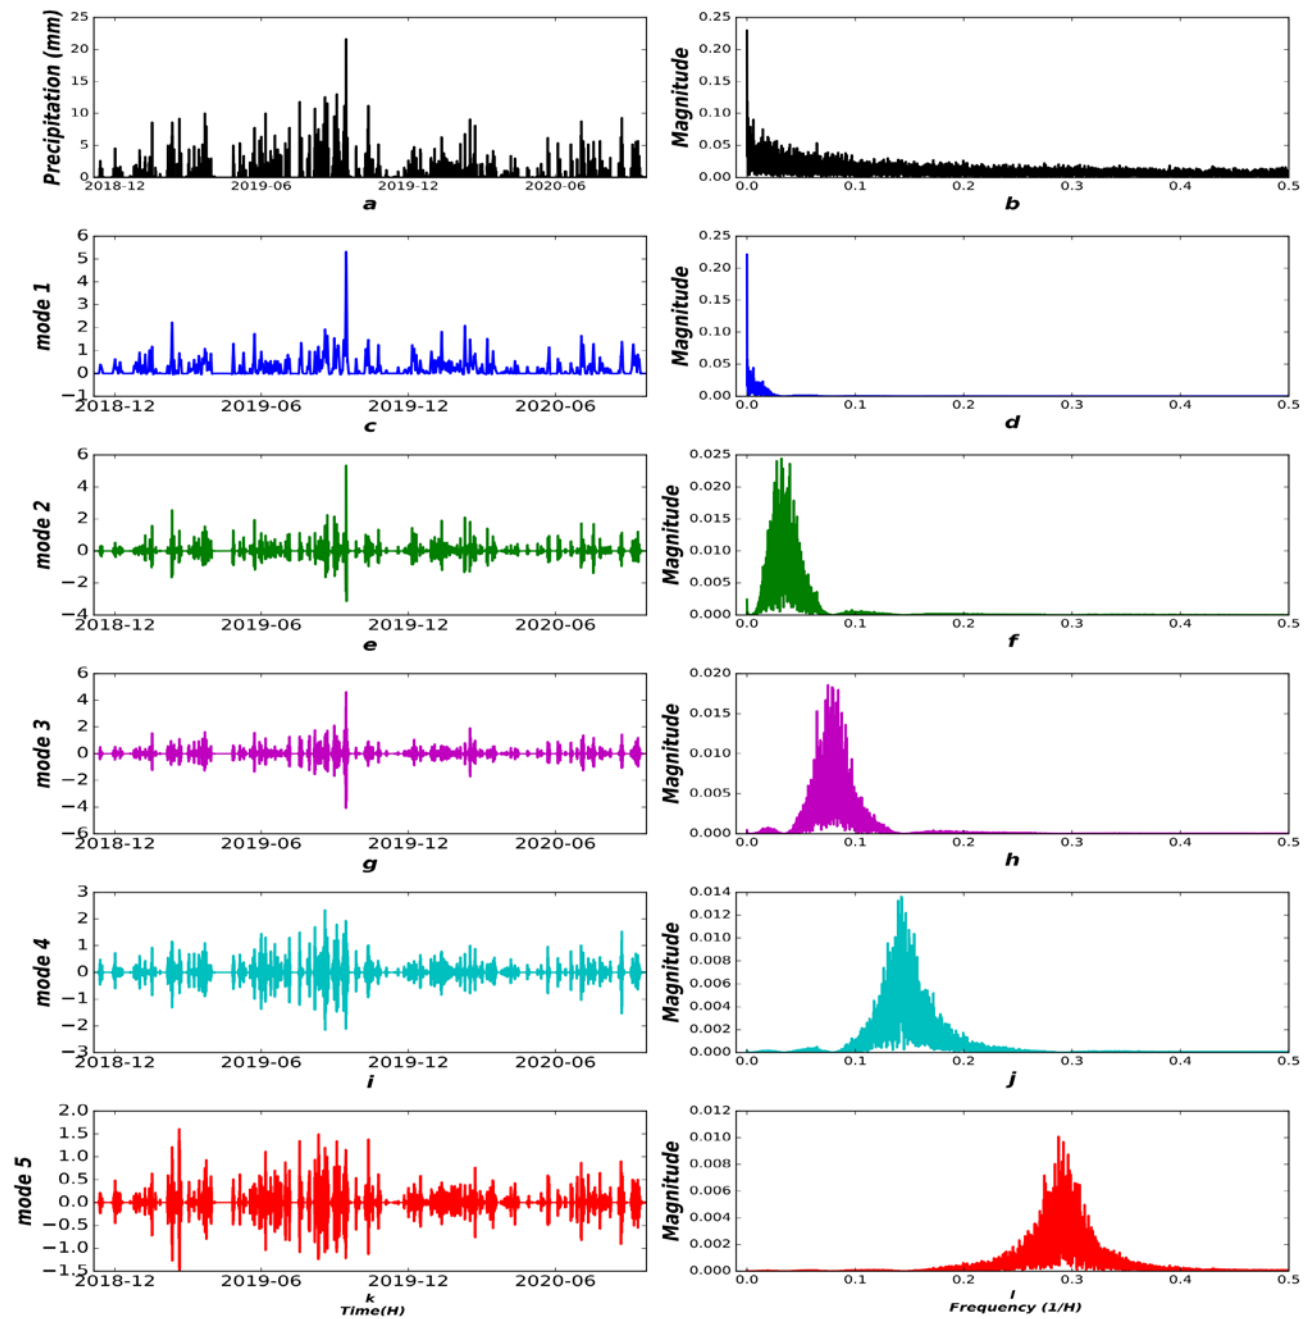 Precipitation (mm)
25
20
15
10
5
0
2018-12 2019-06 2019-12 2020-06
a
Magnitude
0.25
0.20
0.15
0.10
0.05
0.00
0.0 0.1 0.2 0.3 0.4 0.5
b
mode 1
6
5
4
3
2
1
0
−1
2018-12 2019-06 2019-12 2020-06
c
Magnitude
0.25
0.20
0.15
0.10
0.05
0.00
0.0 0.1 0.2 0.3 0.4 0.5
d
mode 2
6
4
2
0
−2
−4
2018-12 2019-06 2019-12 2020-06
e
Magnitude
0.025
0.020
0.015
0.010
0.005
0.000
0.0 0.1 0.2 0.3 0.4 0.5
f
mode 3
6
4
2
0
−2
−4
−6
2018-12 2019-06 2019-12 2020-06
g
Magnitude
0.020
0.015
0.010
0.005
0.000
0.0 0.1 0.2 0.3 0.4 0.5
h
mode 4
3
2
1
0
−1
−2
−3
2018-12 2019-06 2019-12 2020-06
i
Magnitude
0.014
0.012
0.010
0.008
0.006
0.004
0.002
0.000
0.0 0.1 0.2 0.3 0.4 0.5
j
mode 5
2.0
1.5
1.0
0.5
0.0
−0.5
−1.0
−1.5
2018-12 2019-06 2019-12 2020-06
k
Time(H)
Magnitude
0.012
0.010
0.008
0.006
0.004
0.002
0.000
0.0 0.1 0.2 0.3 0.4 0.5
l
Frequency (1/H)